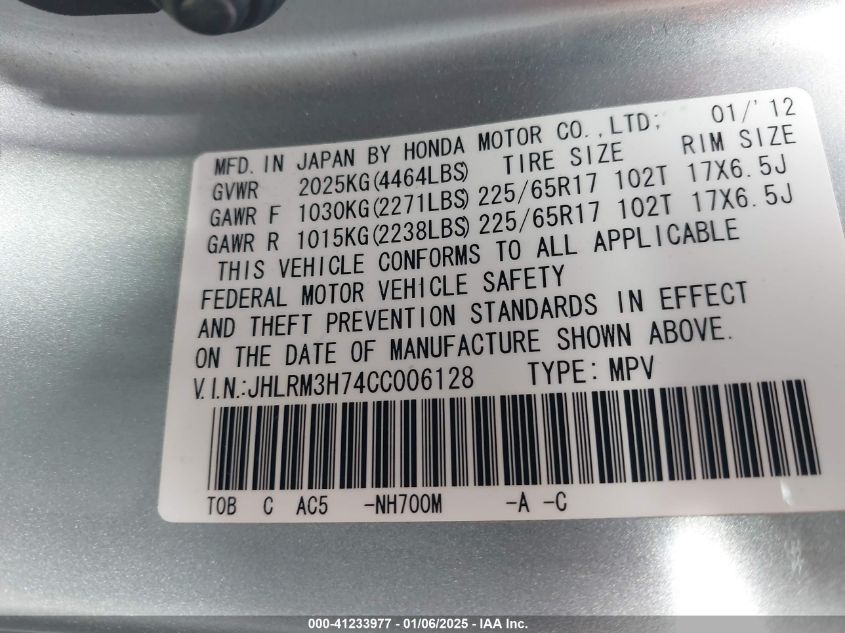 MFD. IN JAPAN BY HONDA MOTOR CO.,LTD; 01/'12
GVWR 2025KG(4464LBS) TIRE SIZE RIM SIZE
GAWR F 1030KG(2271LBS) 225/65R17 102T 17X6.5J
GAWR R 1015KG(2238LBS) 225/65R17 102T 17X6.5J
THIS VEHICLE CONFORMS TO ALL APPLICABLE
FEDERAL MOTOR VEHICLE SAFETY
AND THEFT PREVENTION STANDARDS IN EFFECT
ON THE DATE OF MANUFACTURE SHOWN ABOVE.
V.I.N.:JHLRM3H74CC006128 TYPE: MPV
TOB C AC5 -NH700M -A -C
000-41233977 - 01/06/2025 - IAA Inc.